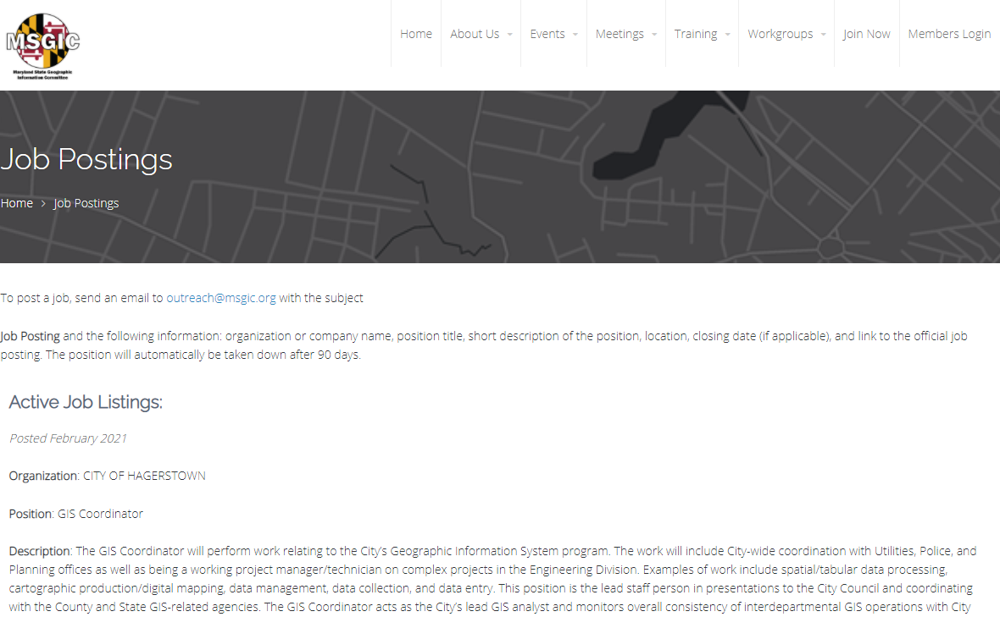 MSGIC
Maryland State Geographic
Information Committee
Home
About Us
Events
Meetings
Training
Workgroups
Join Now
Members Login
Job Postings
Home > Job Postings
To post a job, send an email to outreach@msgic.org with the subject
Job Posting and the following information: organization or company name, position title, short description of the position, location, closing date (if applicable), and link to the official job
posting. The position will automatically be taken down after 90 days.
Active Job Listings:
Posted February 2021
Organization: CITY OF HAGERSTOWN
Position: GIS Coordinator
Description: The GIS Coordinator will perform work relating to the City's Geographic Information System program. The work will include City-wide coordination with Utilities, Police, and
Planning offices as well as being a working project manager/technician on complex projects in the Engineering Division. Examples of work include spatial/tabular data processing,
cartographic production/digital mapping, data management, data collection, and data entry. This position is the lead staff person in presentations to the City Council and coordinating
with the County and State GIS-related agencies. The GIS Coordinator acts as the City's lead GIS analyst and monitors overall consistency of interdepartmental GIS operations with City